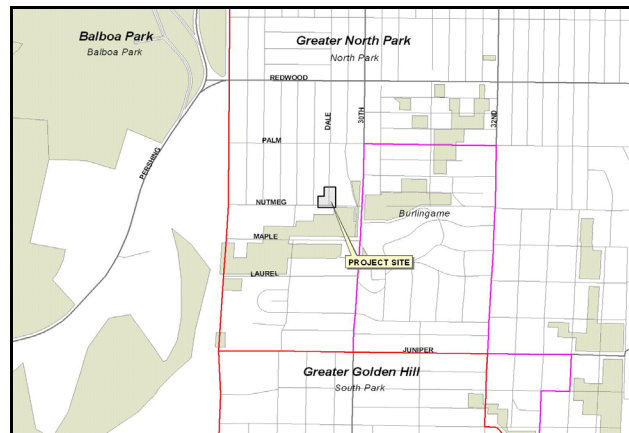 Balboa Park
Balboa Park
Greater North Park
North Park
REDWOOD
DALE
30TH
32ND
PERSHING
PALM
NUTMEG
Burlingame
MAPLE
PROJECT SITE
LAUREL
JUNIPER
Greater Golden Hill
South Park